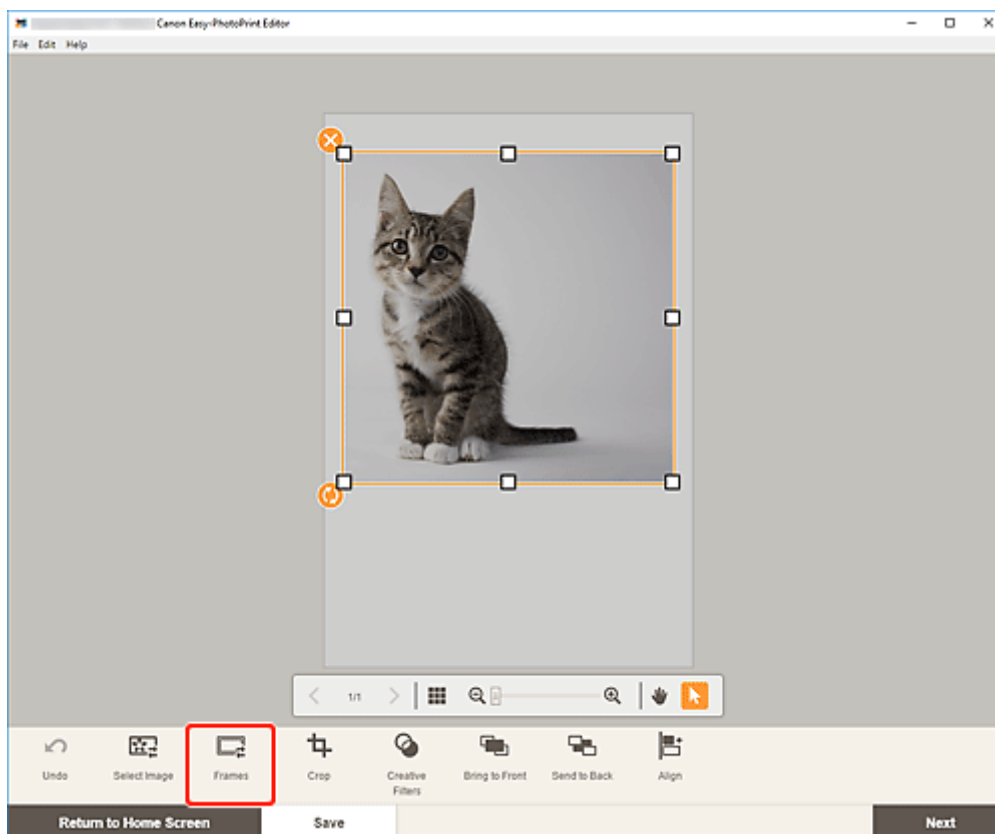 Canon Easy-PhotoPrint Editor
File Edit Help
1/1
Undo
Select Image
Frames
Crop
Creative
Filters
Bring to Front
Send to Back
Align
Return to Home Screen
Save
Next